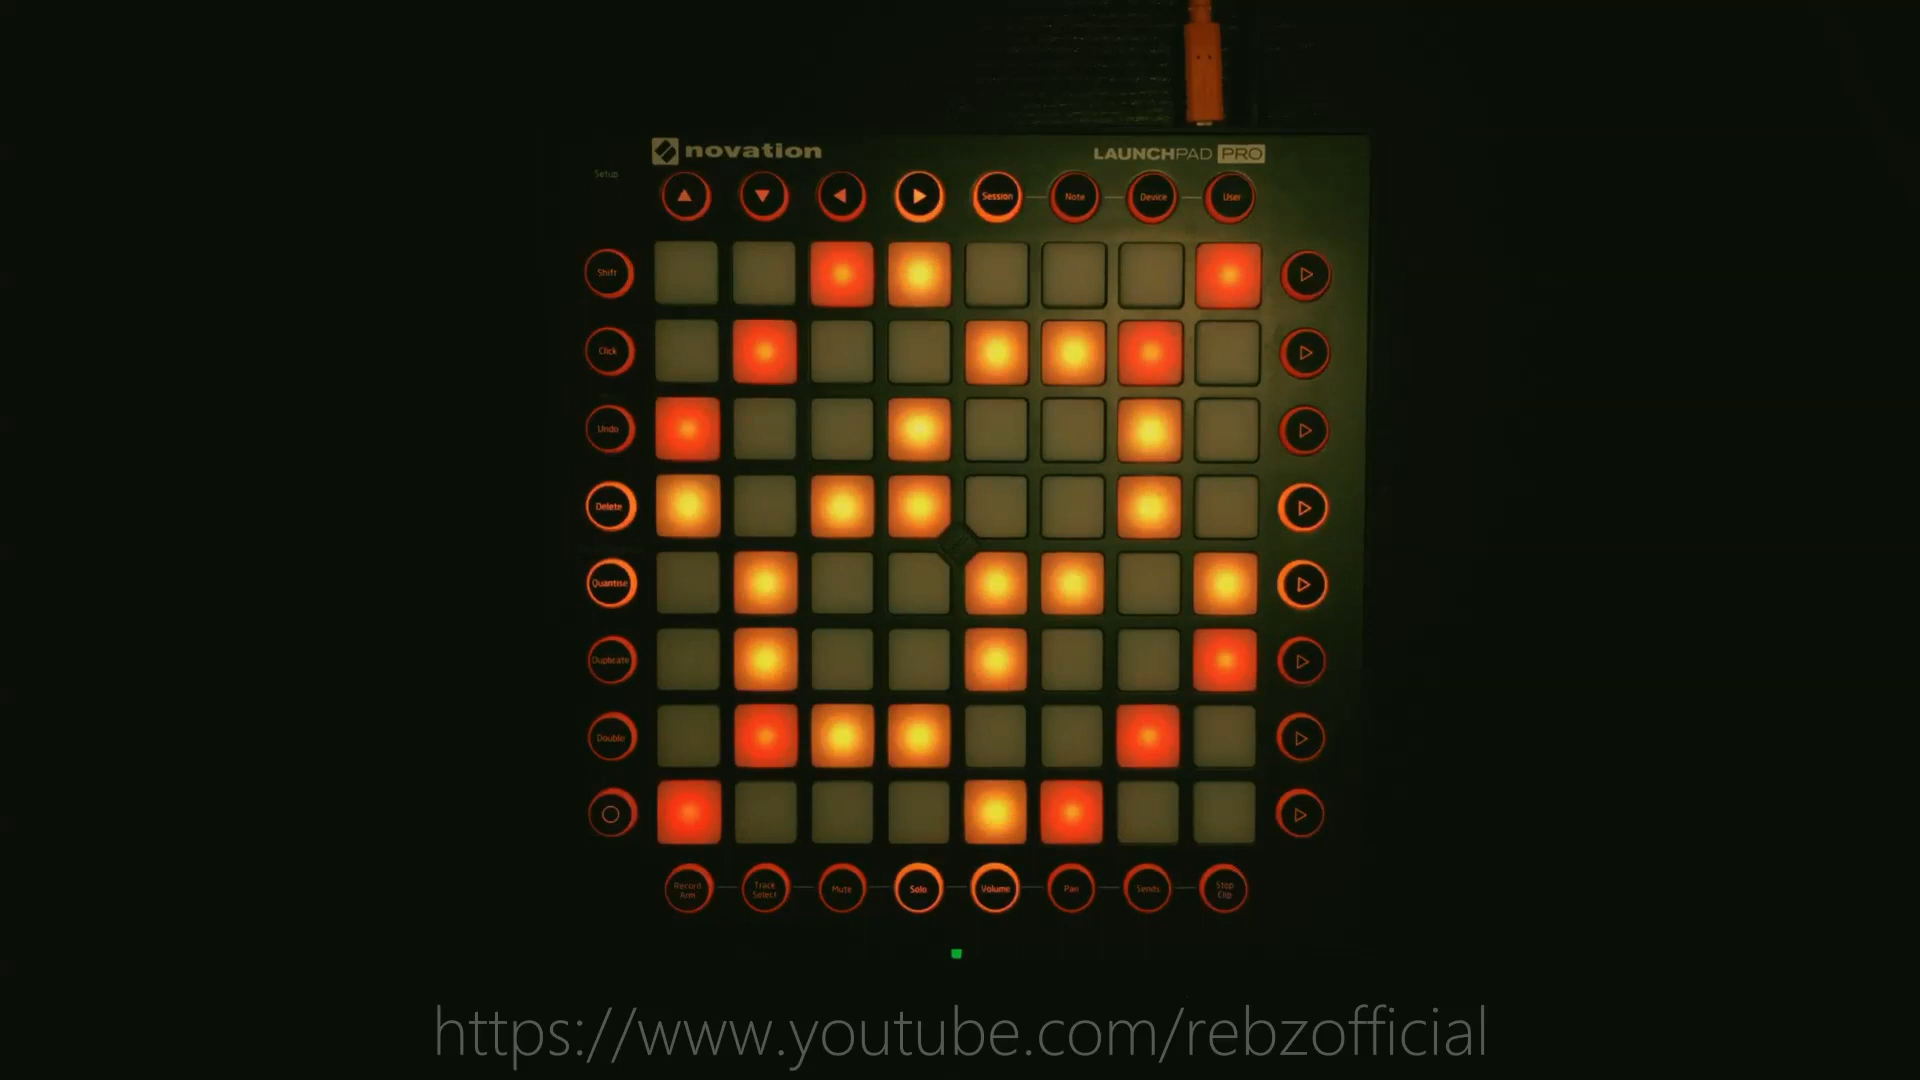 novation
LAUNCHPAD PRO
Setup
Session Note Device User
Shift
Click
Undo
Delete
Quantise
Duplicate
Double
Record Arm Track Select Mute Solo Volume Pan Sends Stop Clip
https://www.youtube.com/rebzofficial